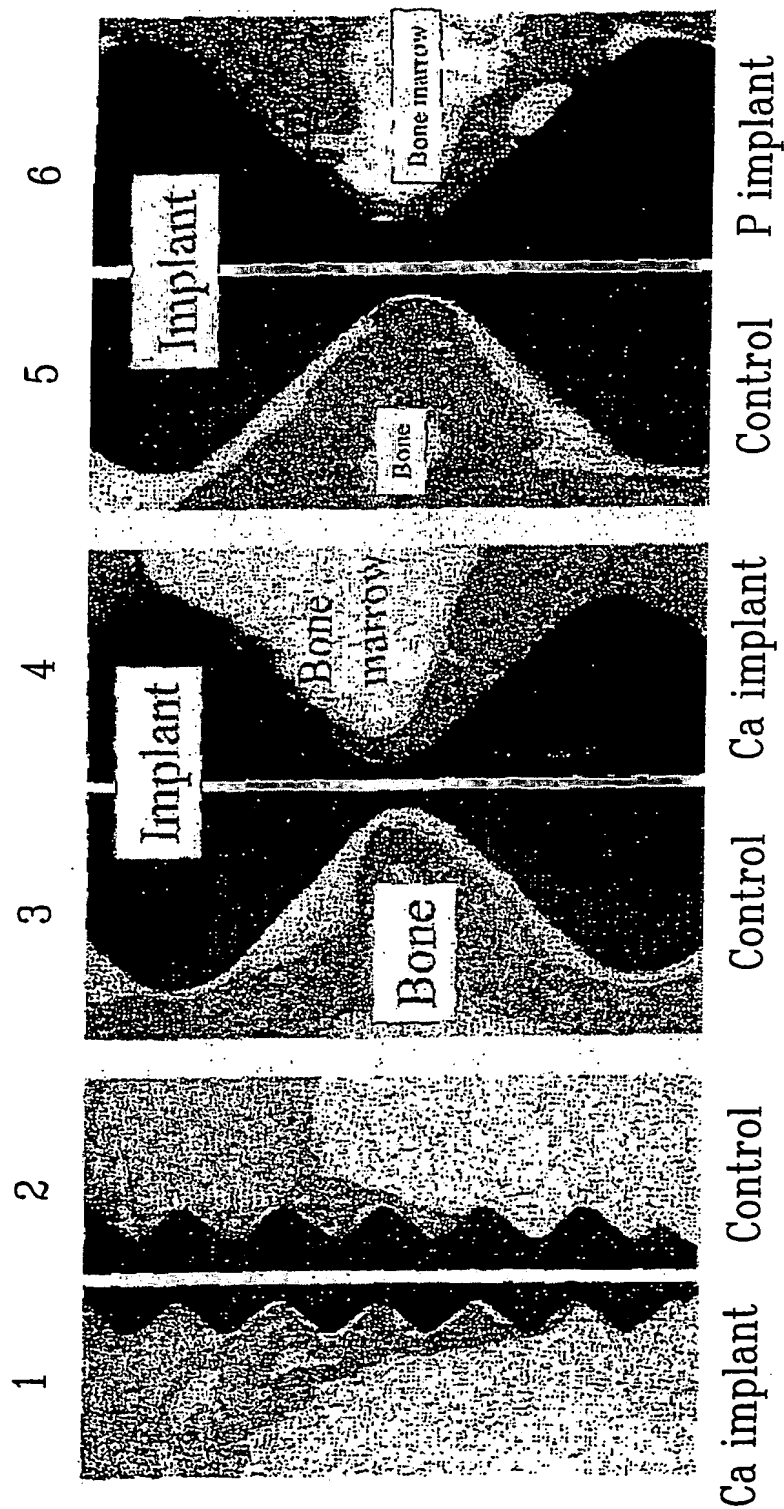 1 2 3 4 5 6
Implant
Implant
Bone
Bone
marrow
Bone
Bone marrow
Ca implant Control Control Ca implant Control P implant